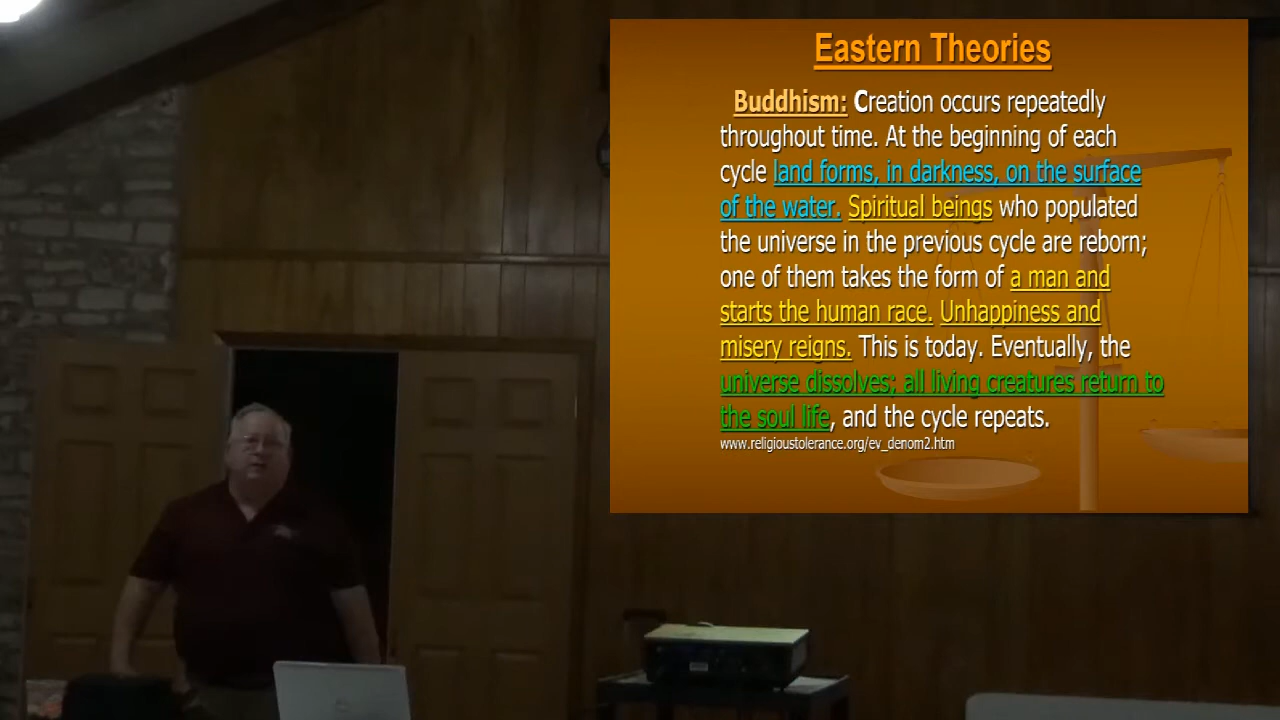 Eastern Theories
Buddhism: Creation occurs repeatedly
throughout time. At the beginning of each
cycle land forms, in darkness, on the surface
of the water. Spiritual beings who populated
the universe in the previous cycle are reborn;
one of them takes the form of a man and
starts the human race. Unhappiness and
misery reigns. This is today. Eventually, the
universe dissolves; all living creatures return to
the soul life, and the cycle repeats.
www.religioustolerance.org/ev_denom2.htm